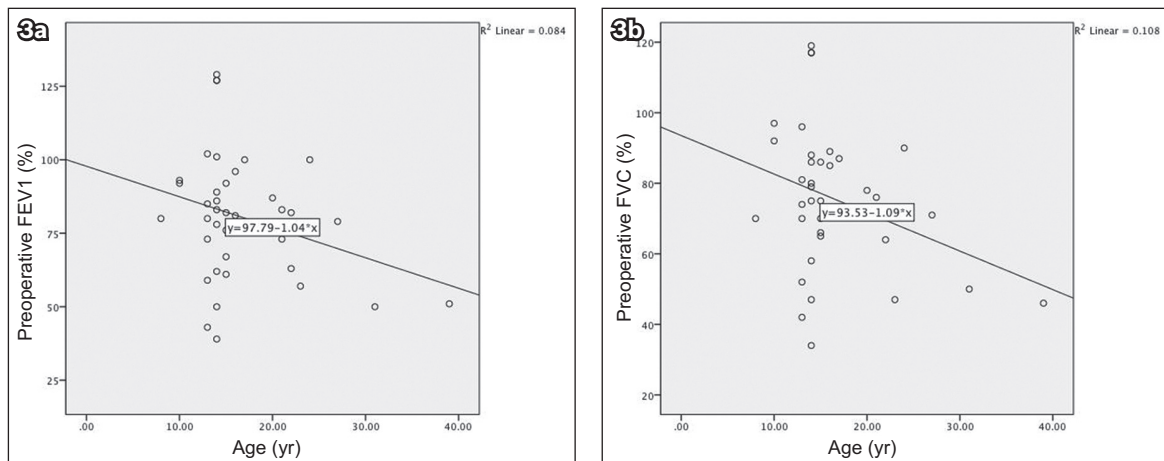 3a
R² Linear = 0.084
125
100
75
50
25
y=97.79-1.04*x
.00 10.00 20.00 30.00 40.00
Preoperative FEV1 (%)
Age (yr)
3b
R² Linear = 0.108
120
100
80
60
40
20
y=93.53-1.09*x
.00 10.00 20.00 30.00 40.00
Preoperative FVC (%)
Age (yr)